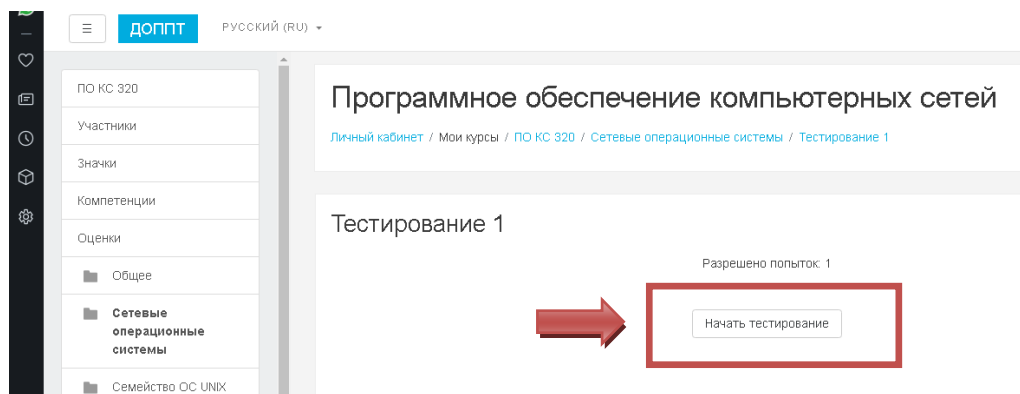 ДОППТ РУССКИЙ (RU)
ПО КС 320
Участники
Значки
Компетенции
Оценки
Общее
Сетевые
операционные
системы
Семейство ОС UNIX
Программное обеспечение компьютерных сетей
Личный кабинет / Мои курсы / ПО КС 320 / Сетевые операционные системы / Тестирование 1
Тестирование 1
Разрешено попыток: 1
Начать тестирование